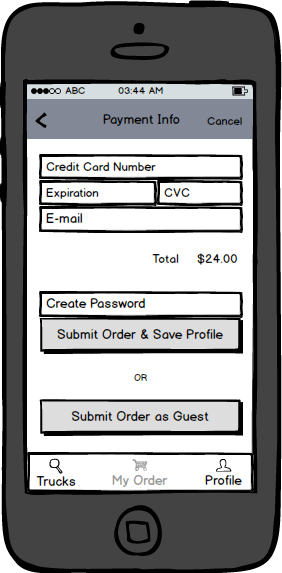 ABC 03:44 AM
Payment Info Cancel
Credit Card Number
Expiration CVC
E-mail
Total $24.00
Create Password
Submit Order & Save Profile
OR
Submit Order as Guest
Trucks My Order Profile